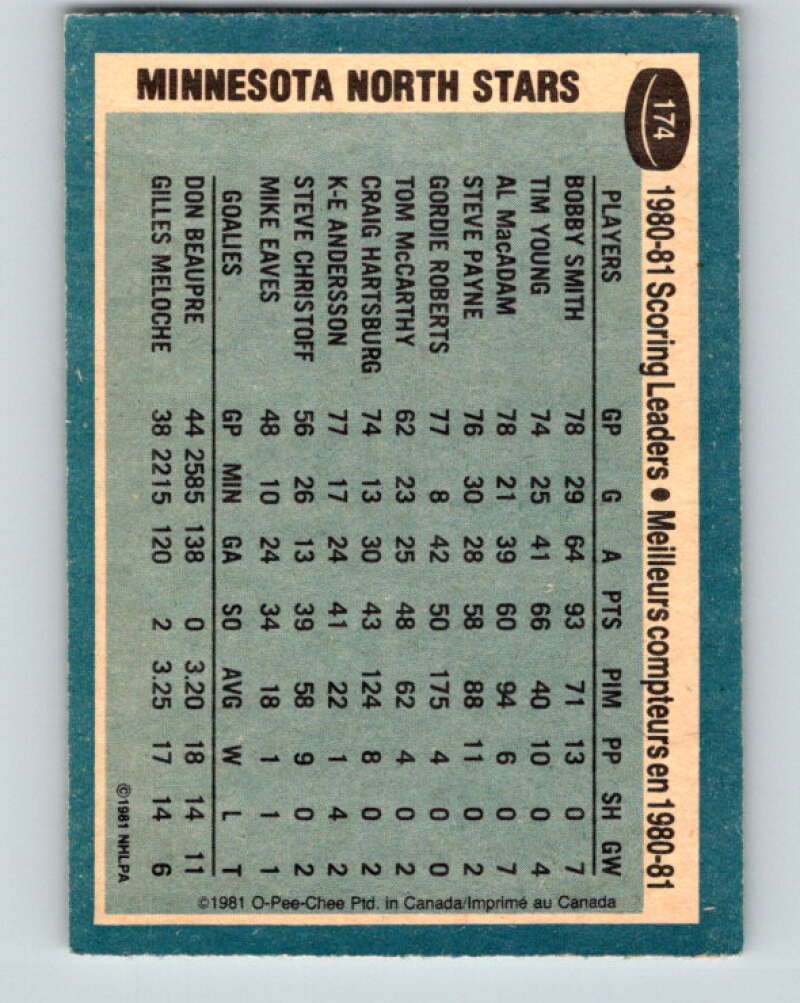 MINNESOTA NORTH STARS
174
1980-81 Scoring Leaders • Meilleurs compteurs en 1980-81
PLAYERS GP G A PTS PIM PP SH GW
BOBBY SMITH 78 29 64 93 71 13 0 7
TIM YOUNG 74 25 41 66 40 10 0 4
AL MacADAM 78 21 39 60 94 6 0 7
STEVE PAYNE 76 30 28 58 88 11 0 2
GORDIE ROBERTS 77 8 42 50 175 4 0 0
TOM McCARTHY 62 23 25 48 62 4 0 2
CRAIG HARTSBURG 74 13 30 43 124 8 0 2
K-E ANDERSSON 77 17 24 41 22 1 4 2
STEVE CHRISTOFF 56 26 13 39 58 9 0 2
MIKE EAVES 48 10 24 34 18 1 1 1
GOALIES GP MIN GA SO AVG W L T
DON BEAUPRE 44 2585 138 0 3.20 18 14 11
GILLES MELOCHE 38 2215 120 2 3.25 17 14 6
©1981 NHLPA
©1981 O-Pee-Chee Ptd. in Canada/Imprimé au Canada